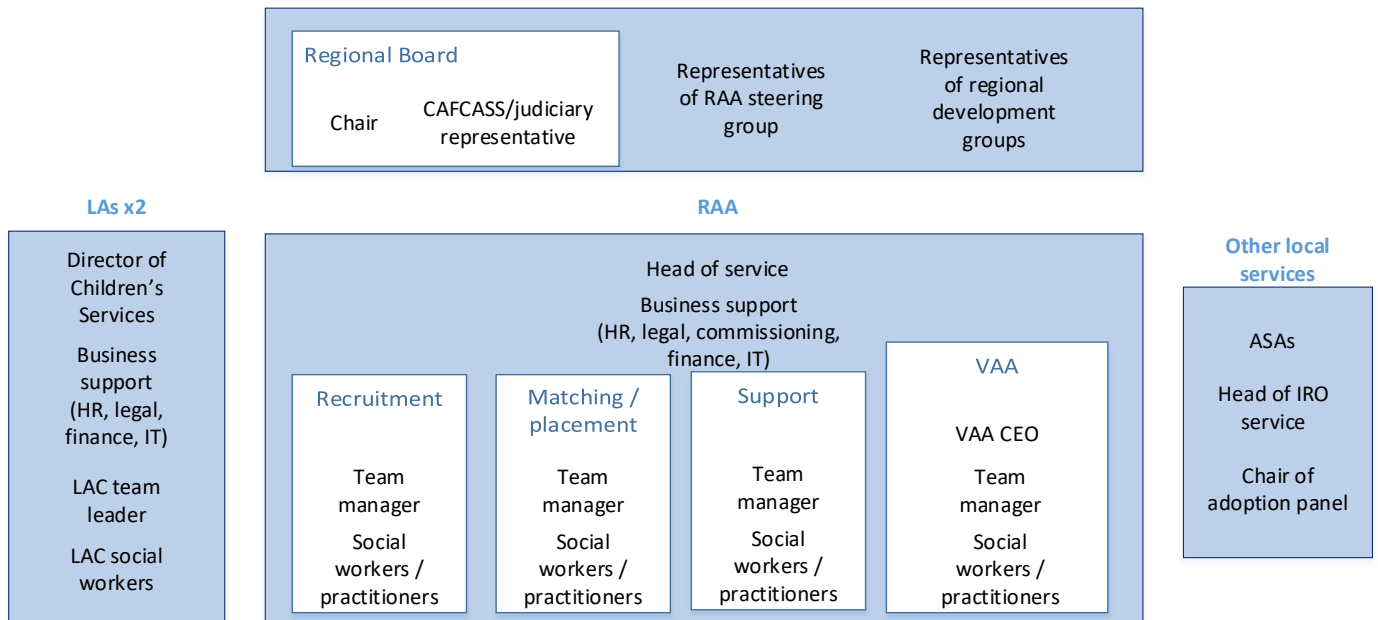 Regional Board
Chair
CAFCASS/judiciary
representative
Representatives
of RAA steering
group
Representatives
of regional
development
groups
LAs x2
Director of
Children’s
Services
Business
support
(HR, legal,
finance, IT)
LAC team
leader
LAC social
workers
RAA
Head of service
Business support
(HR, legal, commissioning,
finance, IT)
Recruitment
Team
manager
Social
workers /
practitioners
Matching /
placement
Team
manager
Social
workers /
practitioners
Support
Team
manager
Social
workers /
practitioners
VAA
VAA CEO
Team
manager
Social
workers /
practitioners
Other local
services
ASAs
Head of IRO
service
Chair of
adoption panel